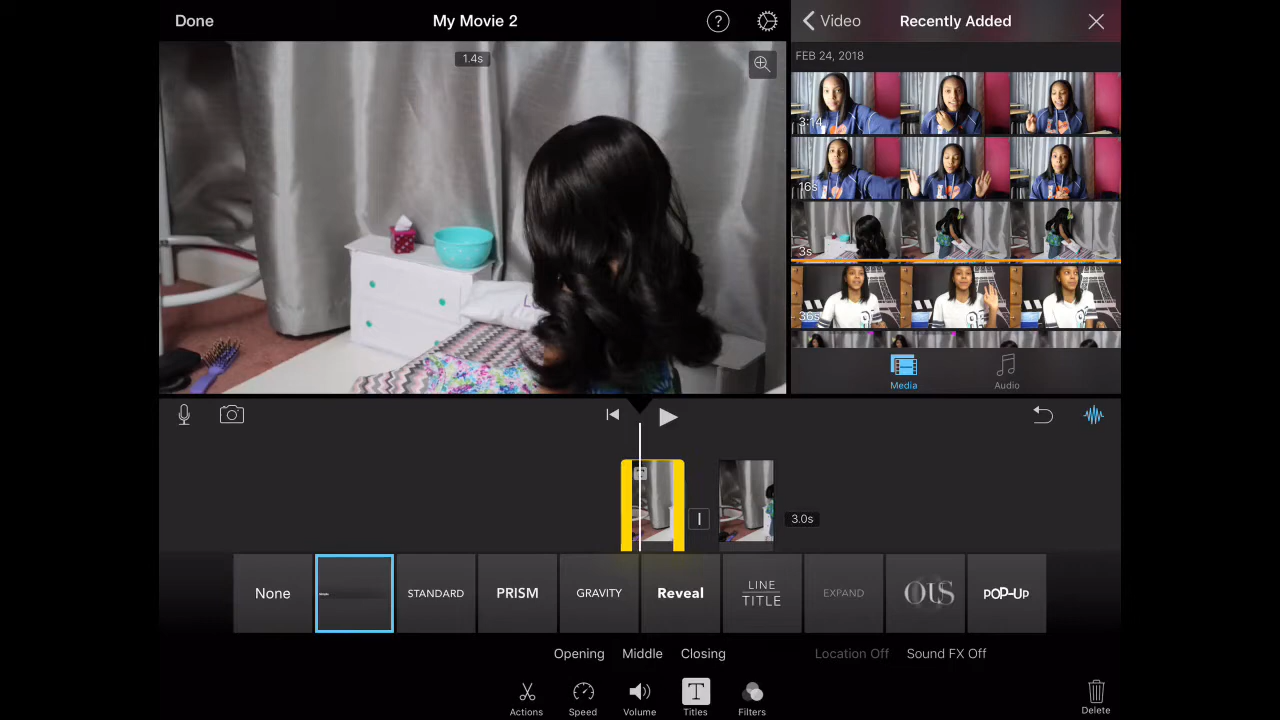 Done
My Movie 2
?
Video
Recently Added
1.4s
FEB 24, 2018
3:14
16s
3s
36s
Media
Audio
3.0s
None
STANDARD
PRISM
GRAVITY
Reveal
LINE
TITLE
EXPAND
POP-UP
Opening
Middle
Closing
Location Off
Sound FX Off
Actions
Speed
Volume
T
Titles
Filters
Delete